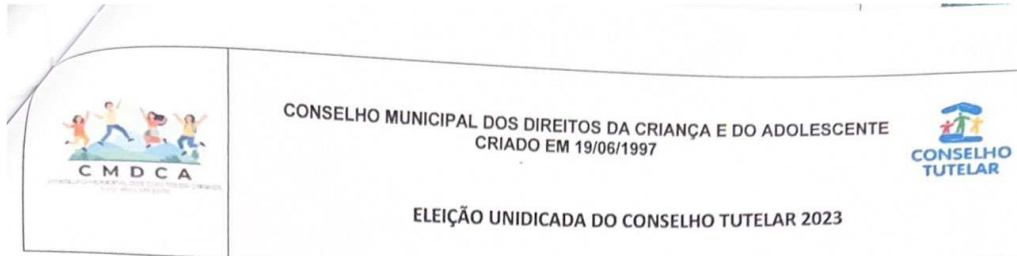 CONSELHO MUNICIPAL DOS DIREITOS DA CRIANÇA E DO ADOLESCENTE
CRIADO EM 19/06/1997
CMDCA
CONSELHO
TUTELAR
ELEIÇÃO UNIDICADA DO CONSELHO TUTELAR 2023